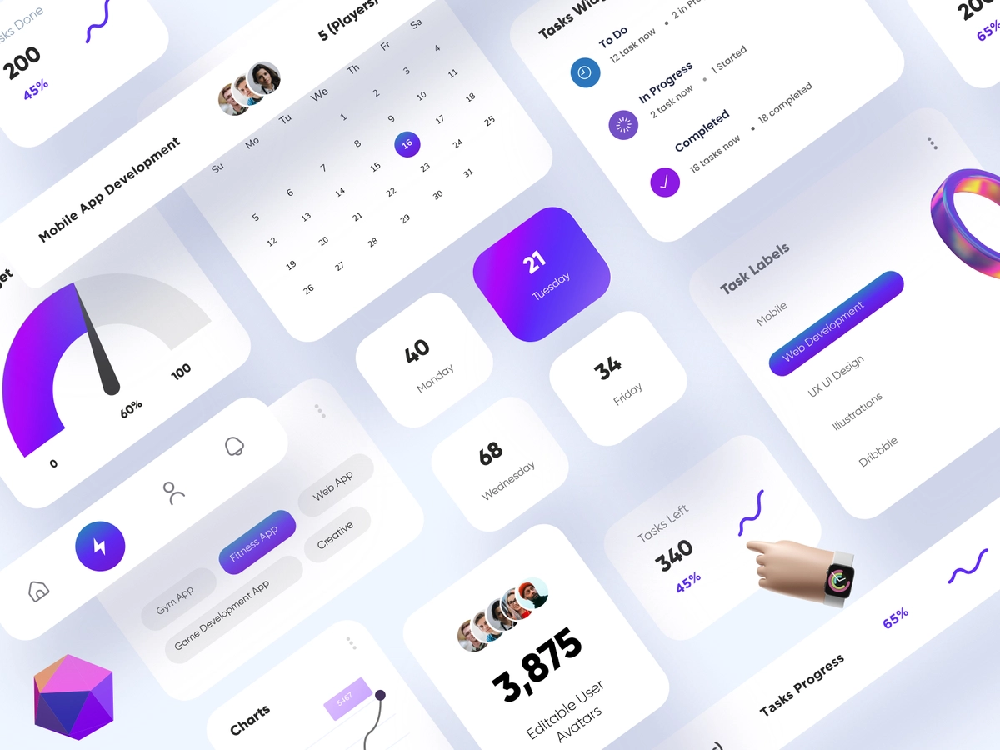 sks Done
200
45%
Mobile App Development
5 (Players)
Su Mo Tu We Th Fr Sa
1 2 3 4
5 6 7 8 9 10 11
12 13 14 15 16 17 18
19 20 21 22 23 24 25
26 27 28 29 30 31
Tasks
To Do
12 task now • 2 in
In Progress
2 task now • 1 Started
Completed
18 tasks now • 18 completed
200
65%
Task Labels
Mobile
Web Development
UX UI Design
Illustrations
Dribbble
0
60%
100
21
Tuesday
40
Monday
34
Friday
68
Wednesday
Fitness App
Web App
Gym App
Creative
Game Development App
Tasks Left
340
45%
3,875
Editable User
Avatars
Charts
5467
Tasks Progress
65%